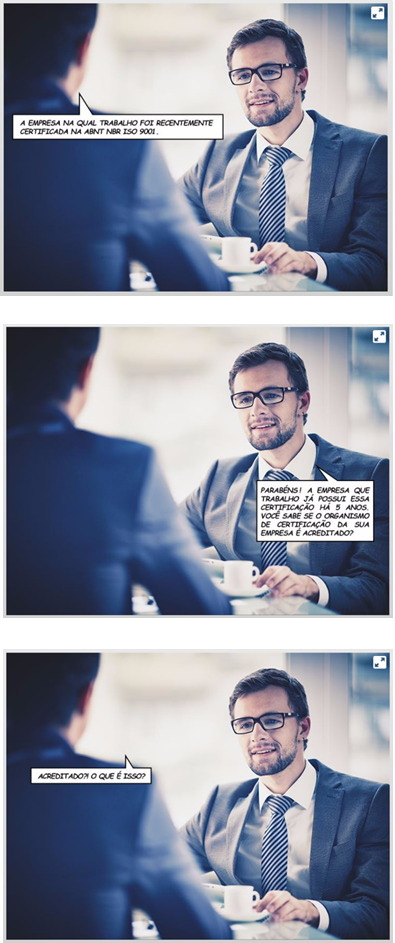 A EMPRESA NA QUAL TRABALHO FOI RECENTEMENTE
CERTIFICADA NA ABNT NBR ISO 9001.
PARABÉNS! A EMPRESA QUE
TRABALHO JÁ POSSUI ESSA
CERTIFICAÇÃO HÁ 5 ANOS.
VOCÊ SABE SE O ORGANISMO
DE CERTIFICAÇÃO DA SUA
EMPRESA É ACREDITADO?
ACREDITADO?! O QUE É ISSO?